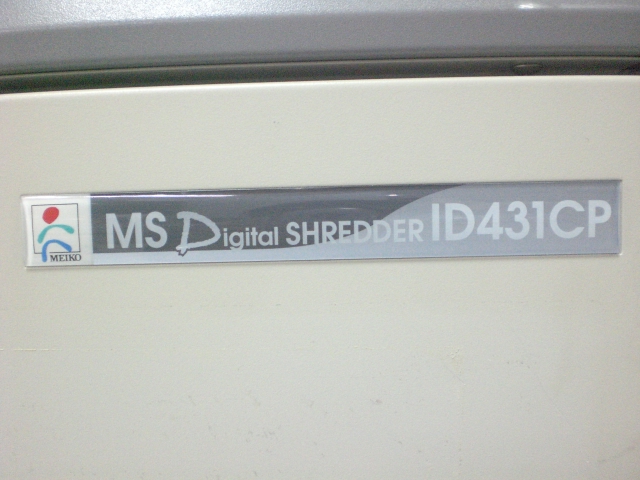 MEIKO
MS Digital SHREDDER ID431CP